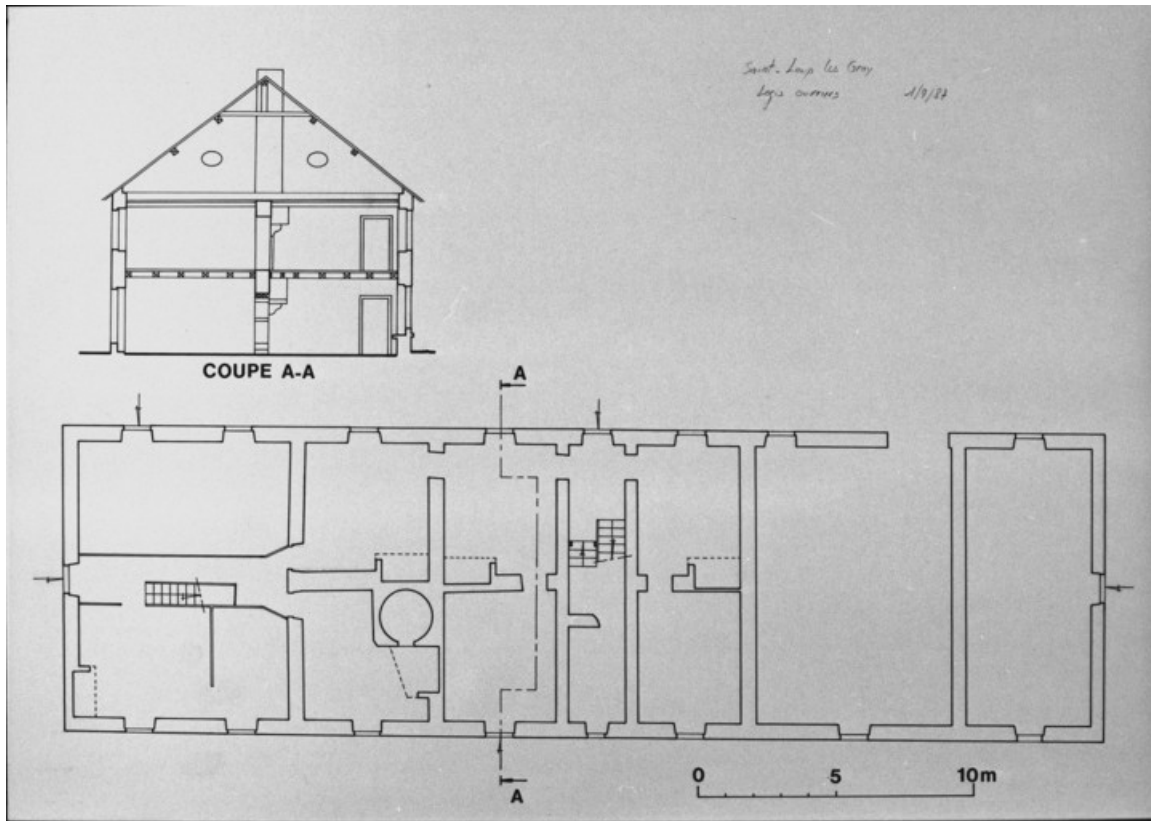 Saint-Loup les Gray
Logis ouvriers 1/9/87
COUPE A-A
A
0 5 10m
A